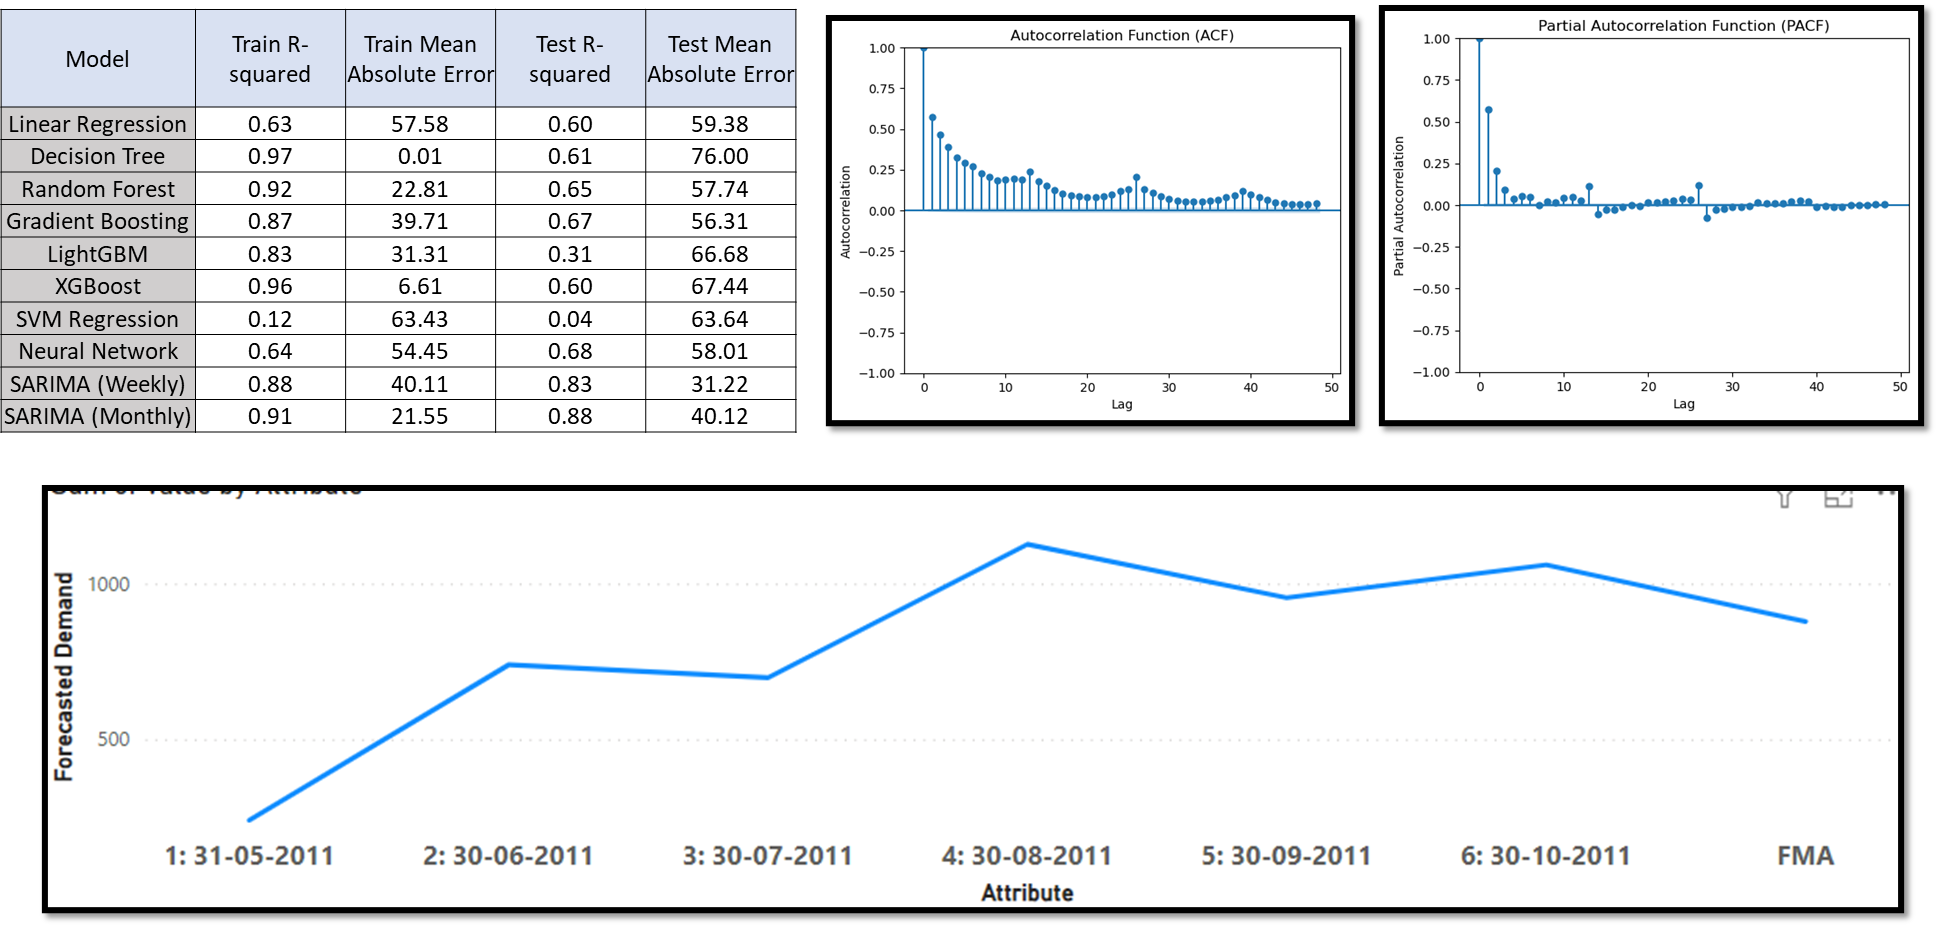 Model Train R-squared Train Mean Absolute Error Test R-squared Test Mean Absolute Error
Linear Regression 0.63 57.58 0.60 59.38
Decision Tree 0.97 0.01 0.61 76.00
Random Forest 0.92 22.81 0.65 57.74
Gradient Boosting 0.87 39.71 0.67 56.31
LightGBM 0.83 31.31 0.31 66.68
XGBoost 0.96 6.61 0.60 67.44
SVM Regression 0.12 63.43 0.04 63.64
Neural Network 0.64 54.45 0.68 58.01
SARIMA (Weekly) 0.88 40.11 0.83 31.22
SARIMA (Monthly) 0.91 21.55 0.88 40.12
Autocorrelation Function (ACF)
Autocorrelation
1.00
0.75
0.50
0.25
0.00
−0.25
−0.50
−0.75
−1.00
0 10 20 30 40 50
Lag
Partial Autocorrelation Function (PACF)
Partial Autocorrelation
1.00
0.75
0.50
0.25
0.00
−0.25
−0.50
−0.75
−1.00
0 10 20 30 40 50
Lag
Sum of Value by Attribute
Forecasted Demand
1000
500
1: 31-05-2011 2: 30-06-2011 3: 30-07-2011 4: 30-08-2011 5: 30-09-2011 6: 30-10-2011 FMA
Attribute